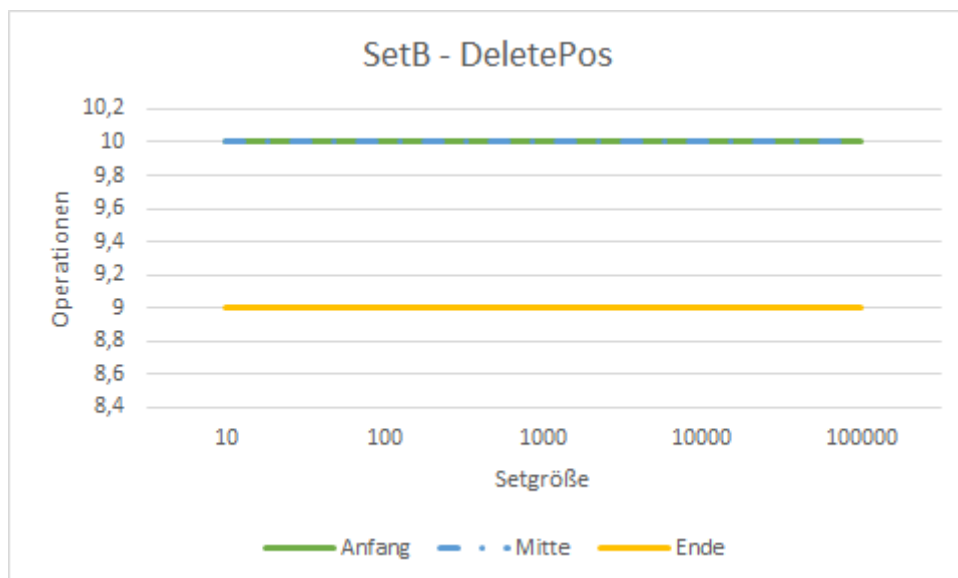 SetB - DeletePos
10,2
10
9,8
9,6
9,4
9,2
9
8,8
8,6
8,4
Operationen
10 100 1000 10000 100000
Setgröße
Anfang Mitte Ende